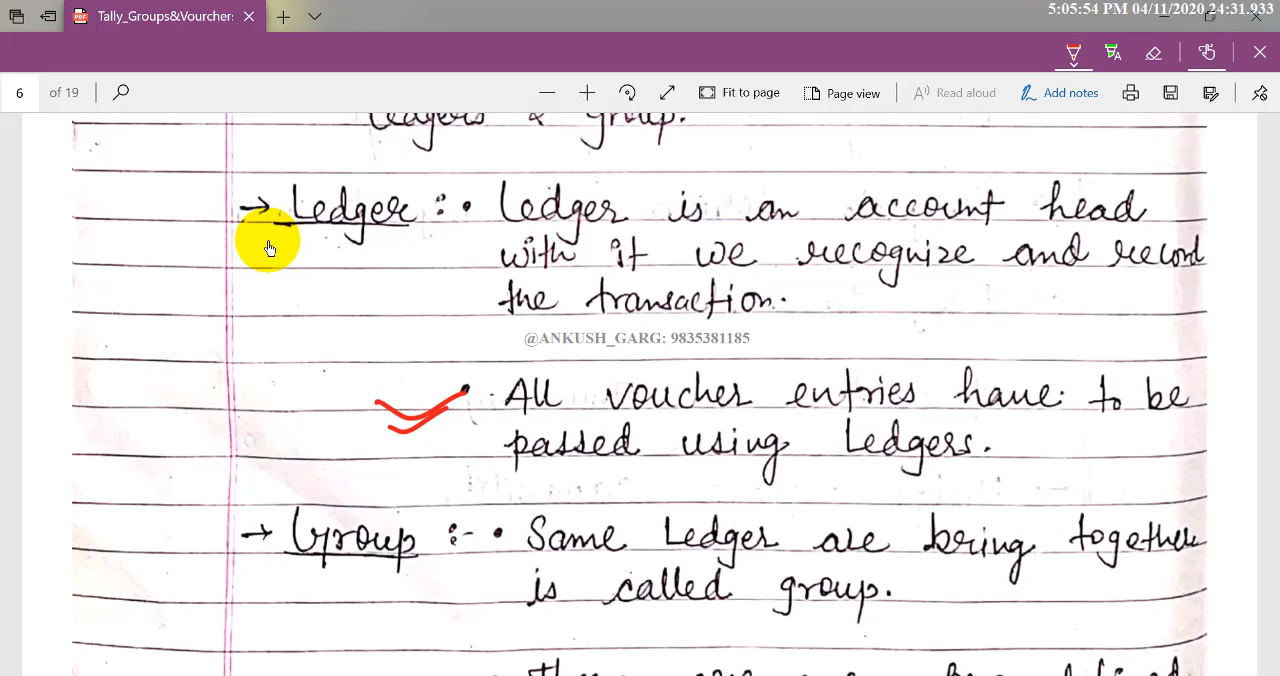 Tally_Groups&Vourchers
5:05:54 PM 04/11/2020 24:31.933
6 of 19
Fit to page
Page view
Read aloud
Add notes
Ledgers & group.
→ Ledger :• Ledger is an account head
with it we recognize and record
the transaction.
@ANKUSH_GARG: 9835381185
• All voucher entries have to be
passed using Ledgers.
→ Group :- • Same Ledger are bring together
is called group.